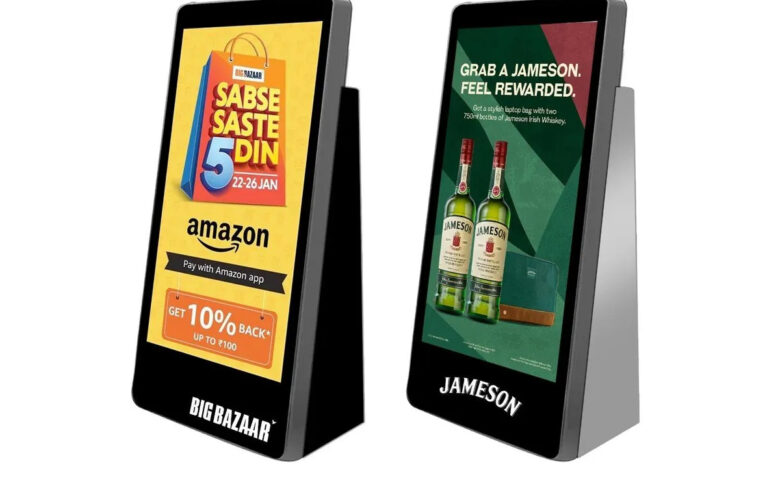 BIG BAZAAR
SABSE
SASTE
5 DIN
22-26 JAN
amazon
Pay with Amazon app
GET 10% BACK*
UP TO ₹100
BIG BAZAAR
GRAB A JAMESON.
FEEL REWARDED.
Get a stylish laptop bag with two
750ml bottles of Jameson Irish Whiskey.
JAMESON
JAMESON
JAMESON